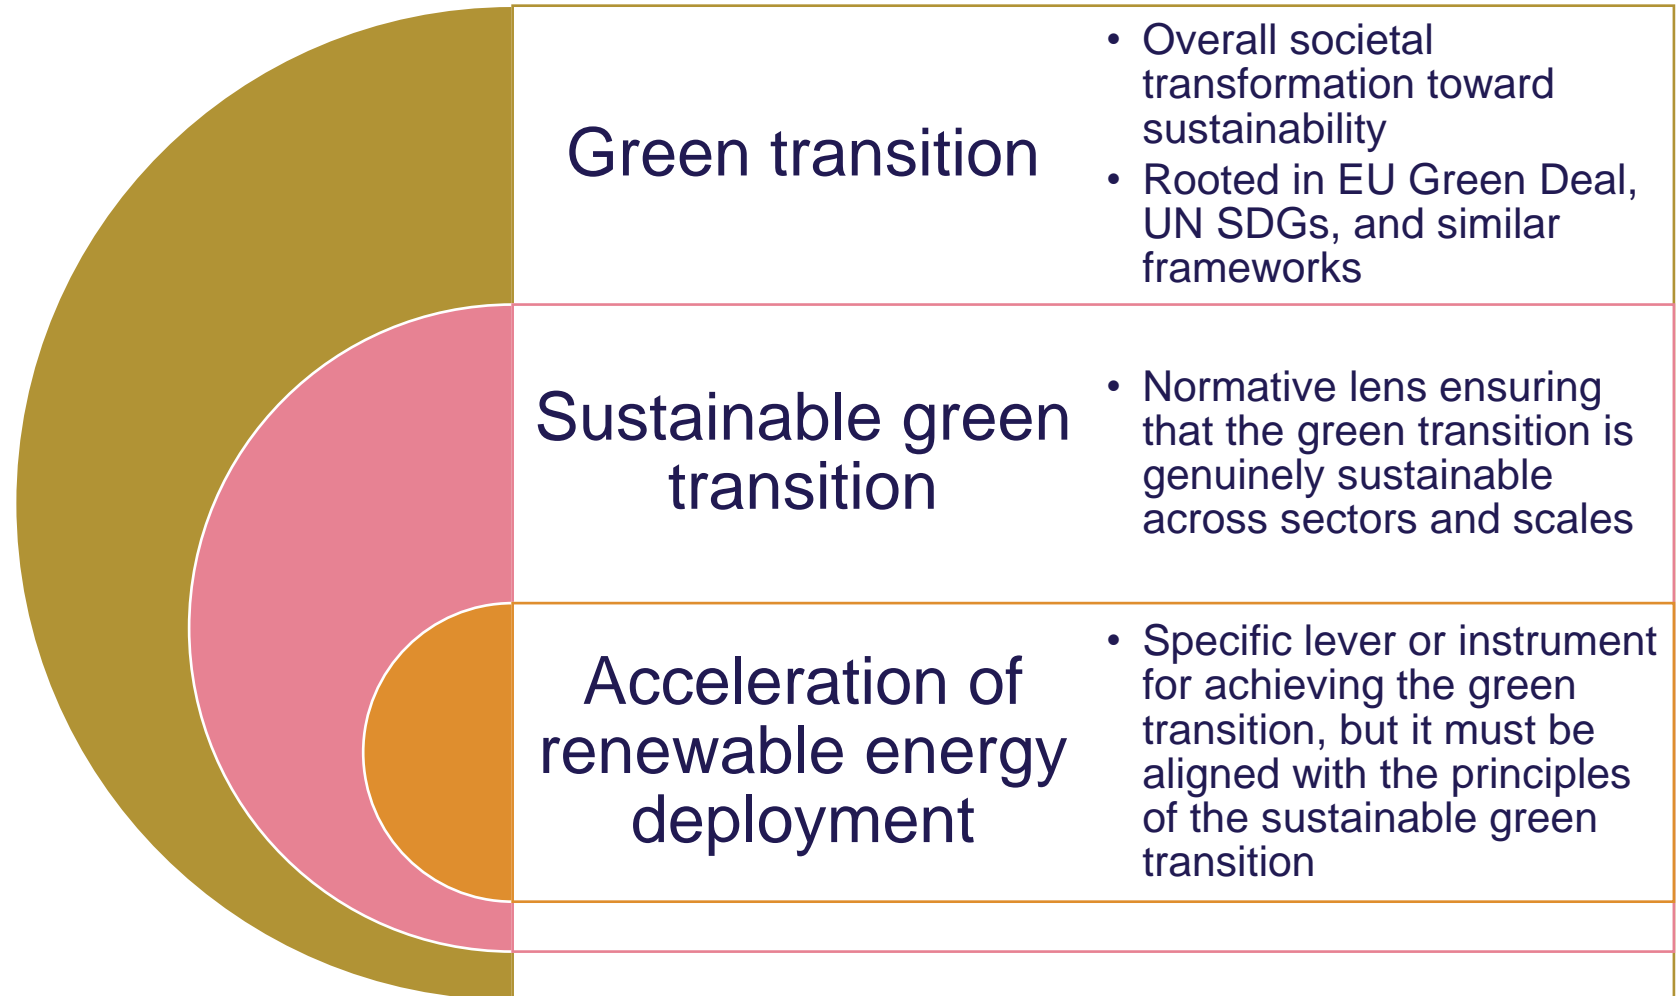 Green transition
• Overall societal
transformation toward
sustainability
• Rooted in EU Green Deal,
UN SDGs, and similar
frameworks
Sustainable green
transition
• Normative lens ensuring
that the green transition is
genuinely sustainable
across sectors and scales
Acceleration of
renewable energy
deployment
• Specific lever or instrument
for achieving the green
transition, but it must be
aligned with the principles
of the sustainable green
transition